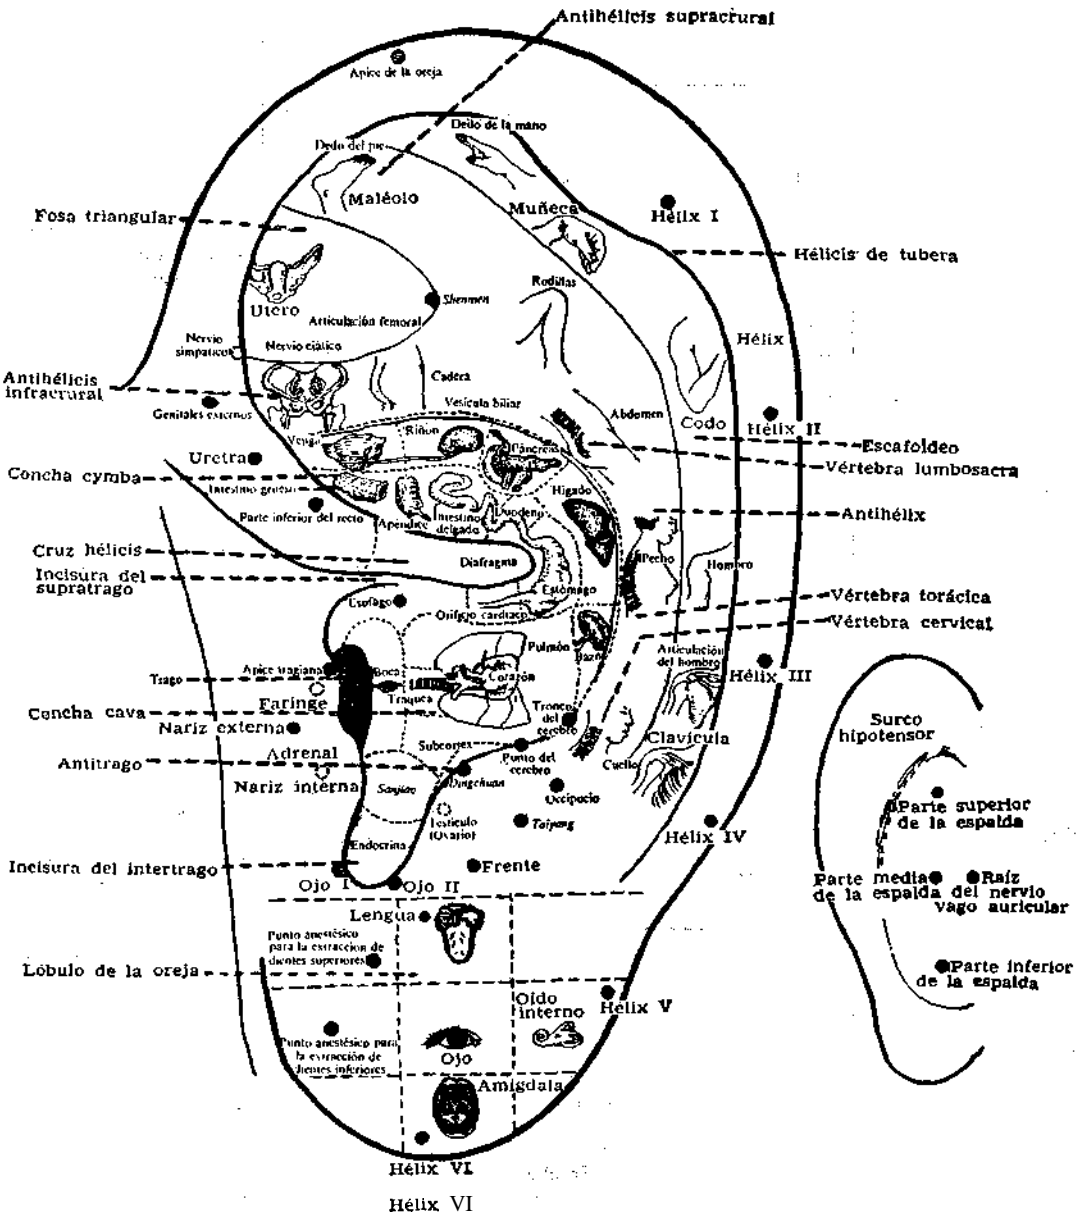 Antihélicis supracrural
Apice de la oreja
Dedo de la mano
Dedo del pie
Maléolo
Muñeca
Hélix I
Fosa triangular
Hélicis de tubera
Rodillas
Utero
Shenmen
Articulación femoral
Nervio
simpatico
Nervio ciático
Hélix
Antihélicis
infracrural
Cadera
Vesícula biliar
Genitales externos
Abdomen
Codo
Hélix II
Riñon
Escafoldeo
Páncreas
Vértebra lumbosacra
Uretra
Concha cymba
Intestino grueso
Hígado
Parte inferior del recto
Apéndice
Intestino
delgado
Duodeno
Antihélix
Cruz hélicis
Diafragma
Pecho
Hombro
Incisura del
supratrago
Estómago
Esofago
Orificio cardiaco
Vértebra torácica
Vértebra cervical
Pulmón
Bazo
Articulación
del hombro
Apice tragiano
Boca
Corazón
Hélix III
Trago
Traquea
Faringe
Concha cava
Tronco
del
cerebro
Nariz externa
Clavícula
Surco
hipotensor
Subcortex
Punto del
cerebro
Adrenal
Antitrago
Dingchuan
Cuello
Nariz interna
Sanjiao
Occipucio
Parte superior
de la espalda
Testiculo
(Ovario)
Taiyang
Hélix IV
Endocrina
Incisura del intertrago
Frente
Ojo I
Ojo II
Parte media
de la espalda
Raíz
del nervio
vago auricular
Lengua
Punto anestésico
para la extraccion de
dientes superiores
Lóbulo de la oreja
Parte inferior
de la espalda
Oído
interno
Hélix V
Punto anestésico para
la extracción de
dientes inferiores
Ojo
Amigdala
Hélix VI
Hélix VI